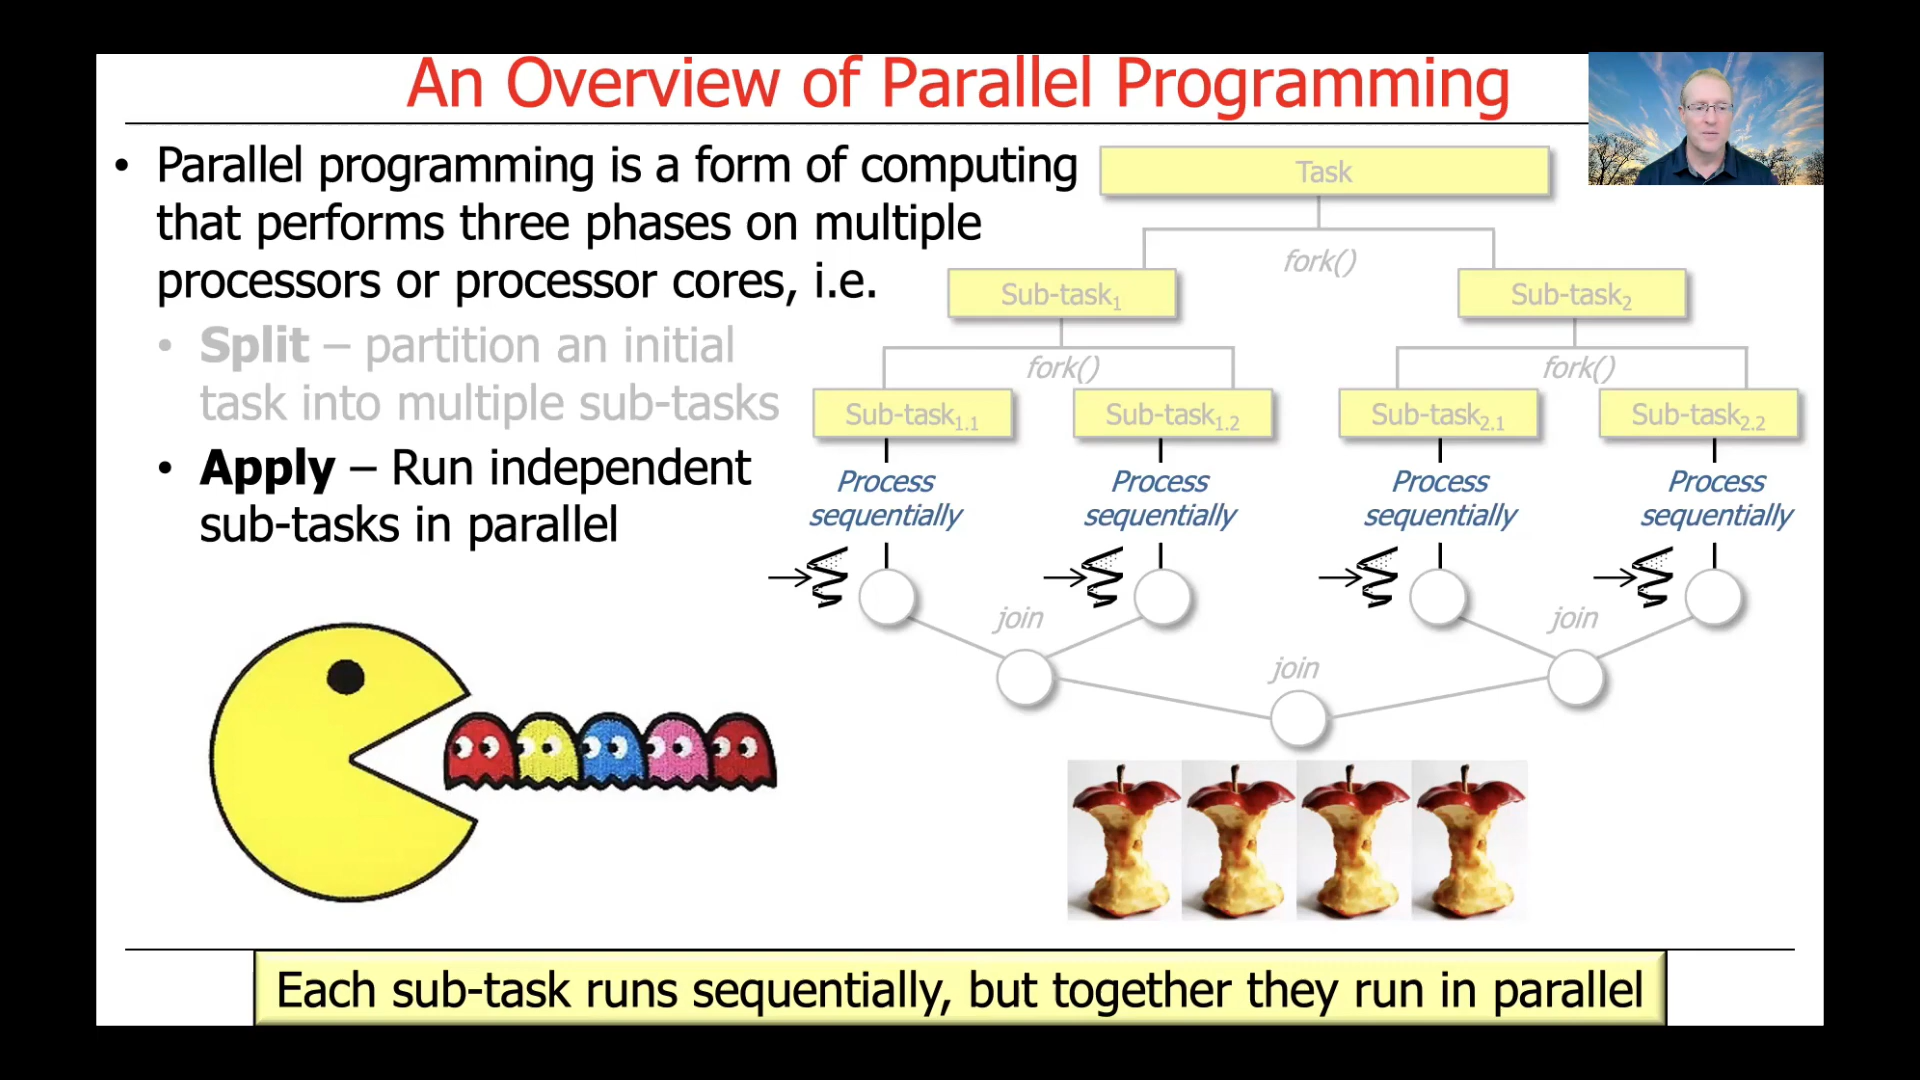 An Overview of Parallel Programming
• Parallel programming is a form of computing
that performs three phases on multiple
processors or processor cores, i.e.
• Split – partition an initial
task into multiple sub-tasks
• Apply – Run independent
sub-tasks in parallel
Task
fork()
Sub-task1 Sub-task2
fork() fork()
Sub-task1.1 Sub-task1.2 Sub-task2.1 Sub-task2.2
Process Process Process Process
sequentially sequentially sequentially sequentially
join join
join
Each sub-task runs sequentially, but together they run in parallel